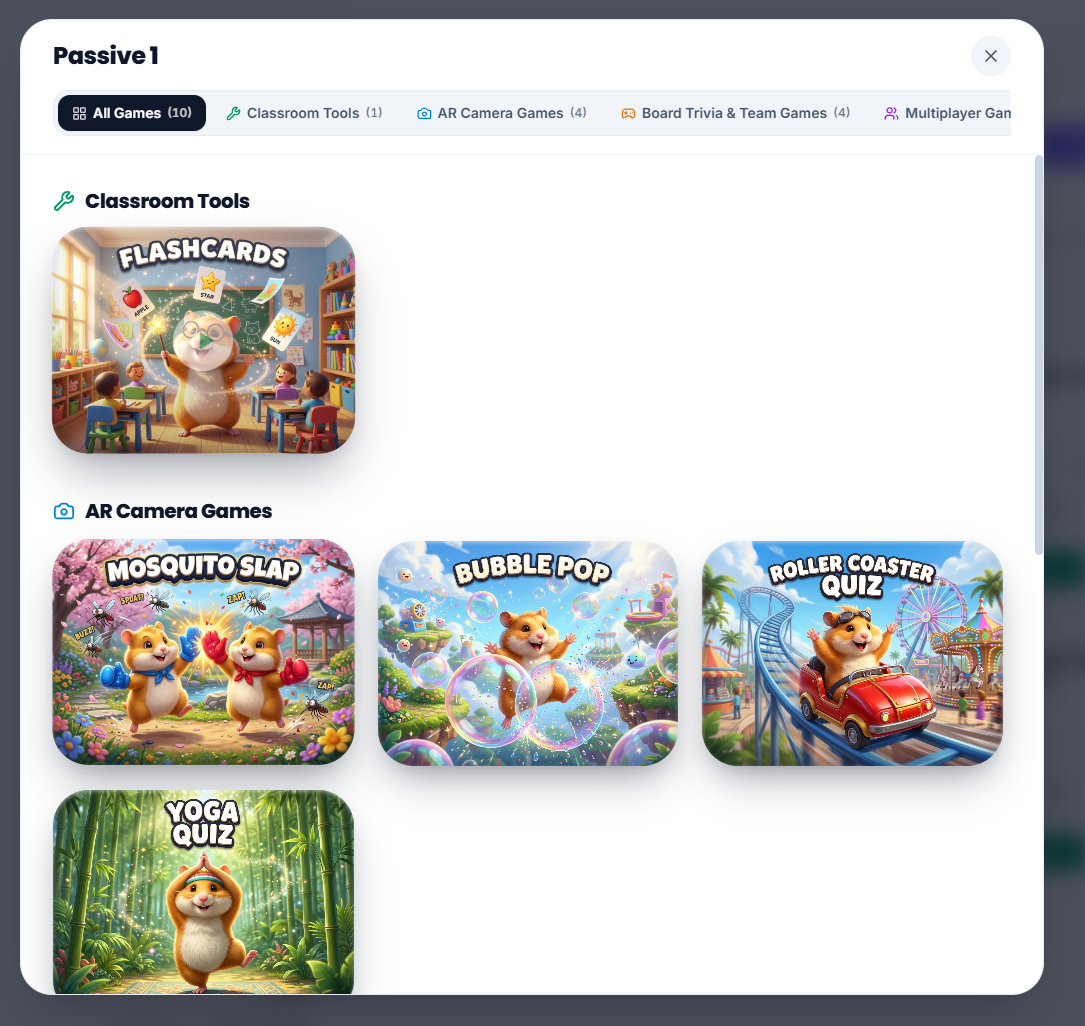 Passive 1
All Games (10)
Classroom Tools (1)
AR Camera Games (4)
Board Trivia & Team Games (4)
Multiplayer Gam
Classroom Tools
FLASHCARDS
STAR
APPLE
SUN
AR Camera Games
MOSQUITO SLAP
SPLAT!
ZAP!
BUZZ!
ZAP!
BUBBLE POP
ROLLER COASTER
QUIZ
YOGA
QUIZ